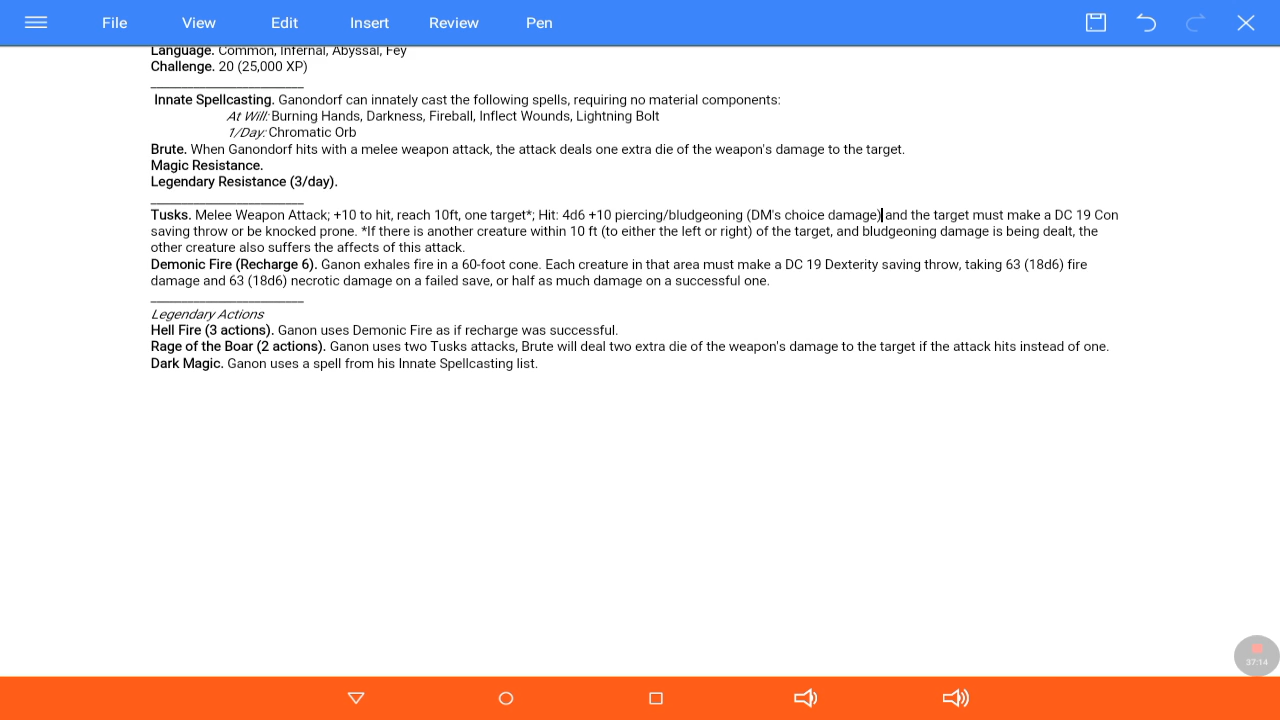 File View Edit Insert Review Pen
Language. Common, Infernal, Abyssal, Fey
Challenge. 20 (25,000 XP)
Innate Spellcasting. Ganondorf can innately cast the following spells, requiring no material components:
At Will: Burning Hands, Darkness, Fireball, Inflect Wounds, Lightning Bolt
1/Day: Chromatic Orb
Brute. When Ganondorf hits with a melee weapon attack, the attack deals one extra die of the weapon's damage to the target.
Magic Resistance.
Legendary Resistance (3/day).
Tusks. Melee Weapon Attack; +10 to hit, reach 10ft, one target*; Hit: 4d6 +10 piercing/bludgeoning (DM's choice damage) and the target must make a DC 19 Con
saving throw or be knocked prone. *If there is another creature within 10 ft (to either the left or right) of the target, and bludgeoning damage is being dealt, the
other creature also suffers the affects of this attack.
Demonic Fire (Recharge 6). Ganon exhales fire in a 60-foot cone. Each creature in that area must make a DC 19 Dexterity saving throw, taking 63 (18d6) fire
damage and 63 (18d6) necrotic damage on a failed save, or half as much damage on a successful one.
Legendary Actions
Hell Fire (3 actions). Ganon uses Demonic Fire as if recharge was successful.
Rage of the Boar (2 actions). Ganon uses two Tusks attacks, Brute will deal two extra die of the weapon's damage to the target if the attack hits instead of one.
Dark Magic. Ganon uses a spell from his Innate Spellcasting list.
37:14